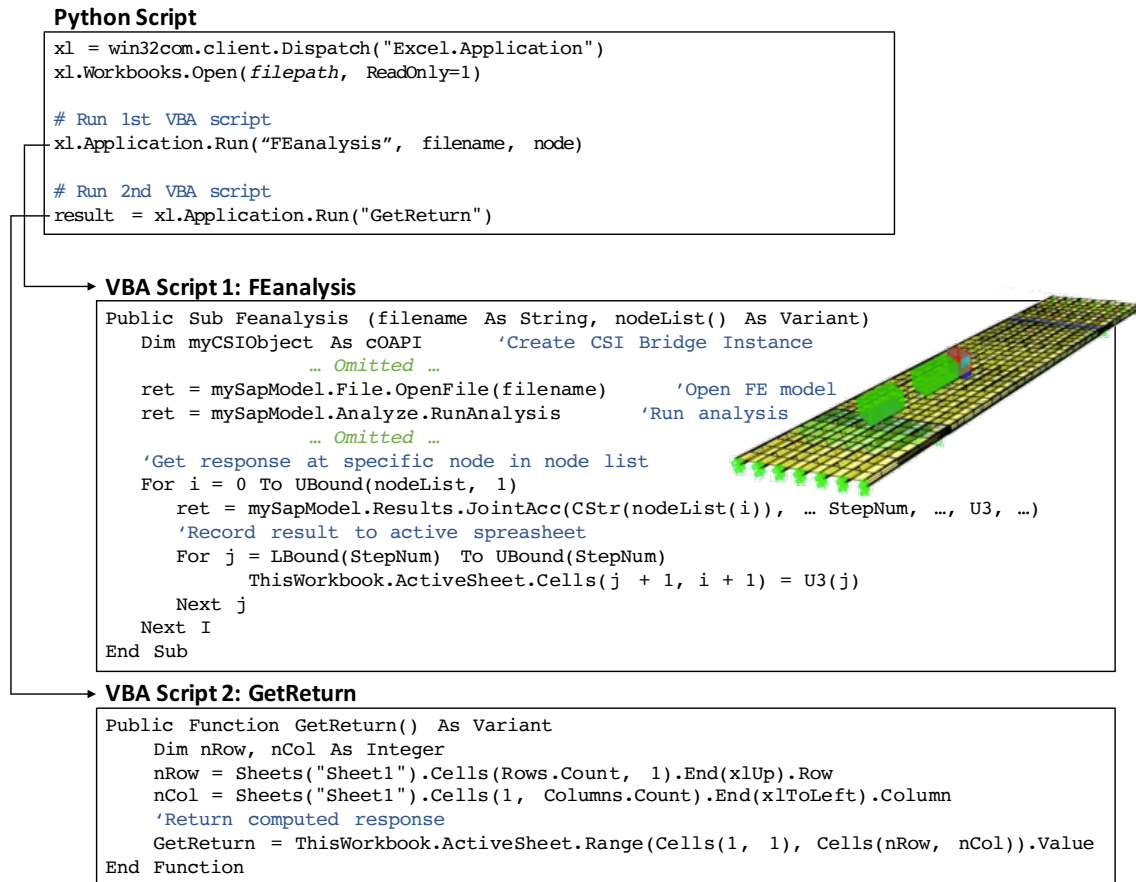 Python Script
xl = win32com.client.Dispatch("Excel.Application")
xl.Workbooks.Open(filepath, ReadOnly=1)
# Run 1st VBA script
xl.Application.Run(“FEanalysis”, filename, node)
# Run 2nd VBA script
result = xl.Application.Run("GetReturn")
VBA Script 1: FEanalysis
Public Sub Feanalysis (filename As String, nodeList() As Variant)
Dim myCSIObject As cOAPI ‘Create CSI Bridge Instance
… Omitted …
ret = mySapModel.File.OpenFile(filename) ‘Open FE model
ret = mySapModel.Analyze.RunAnalysis ‘Run analysis
… Omitted …
‘Get response at specific node in node list
For i = 0 To UBound(nodeList, 1)
ret = mySapModel.Results.JointAcc(CStr(nodeList(i)), … StepNum, …, U3, …)
‘Record result to active spreasheet
For j = LBound(StepNum) To UBound(StepNum)
ThisWorkbook.ActiveSheet.Cells(j + 1, i + 1) = U3(j)
Next j
Next I
End Sub
VBA Script 2: GetReturn
Public Function GetReturn() As Variant
Dim nRow, nCol As Integer
nRow = Sheets("Sheet1").Cells(Rows.Count, 1).End(xlUp).Row
nCol = Sheets("Sheet1").Cells(1, Columns.Count).End(xlToLeft).Column
‘Return computed response
GetReturn = ThisWorkbook.ActiveSheet.Range(Cells(1, 1), Cells(nRow, nCol)).Value
End Function